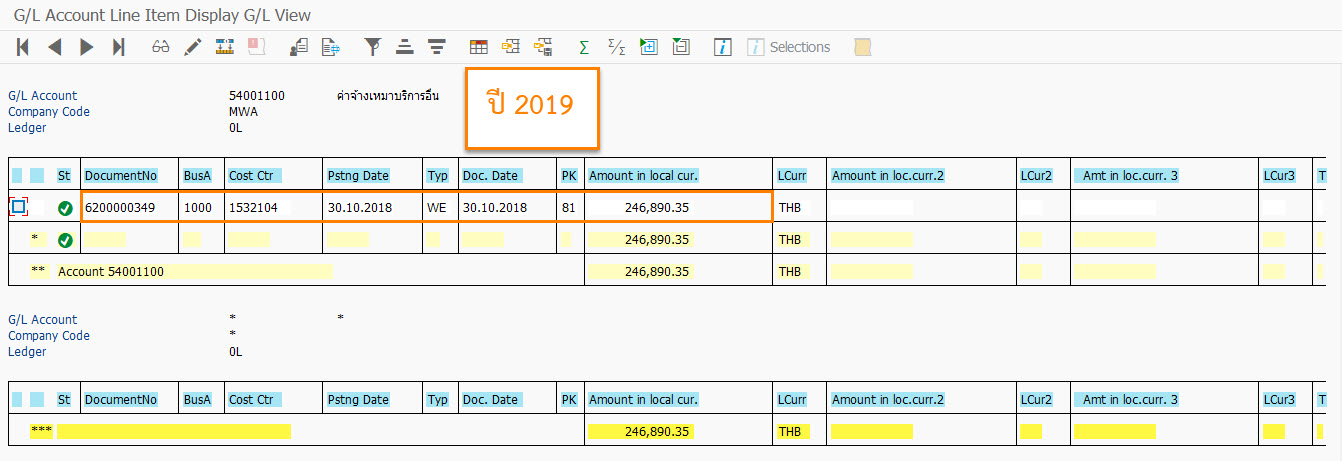 G/L Account Line Item Display G/L View
Selections
G/L Account 54001100 ค่าจ้างเหมาบริการอื่น
Company Code MWA
Ledger 0L
ปี 2019
St DocumentNo BusA Cost Ctr Pstng Date Typ Doc. Date PK Amount in local cur. LCurr Amount in loc.curr.2 LCur2 Amt in loc.curr. 3 LCur3 T
6200000349 1000 1532104 30.10.2018 WE 30.10.2018 81 246,890.35 THB
* 246,890.35 THB
** Account 54001100 246,890.35 THB
G/L Account * *
Company Code *
Ledger 0L
St DocumentNo BusA Cost Ctr Pstng Date Typ Doc. Date PK Amount in local cur. LCurr Amount in loc.curr.2 LCur2 Amt in loc.curr. 3 LCur3 T
*** 246,890.35 THB